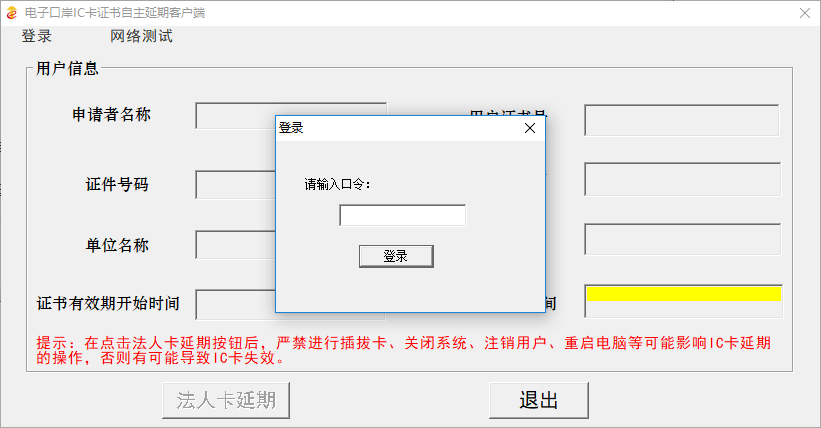 电子口岸IC卡证书自主延期客户端
登录 网络测试
用户信息
申请者名称
登录
请输入口令：
登录
证件号码
单位名称
证书有效期开始时间
间
提示：在点击法人卡延期按钮后，严禁进行插拔卡、关闭系统、注销用户、重启电脑等可能影响IC卡延期
的操作，否则有可能导致IC卡失效。
法人卡延期 退出